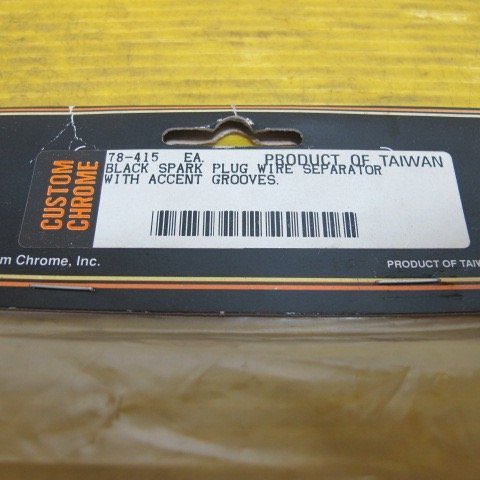 CUSTOM
CHROME
78-415 EA. PRODUCT OF TAIWAN
BLACK SPARK PLUG WIRE SEPARATOR
WITH ACCENT GROOVES.
m Chrome, Inc.
PRODUCT OF TAIW